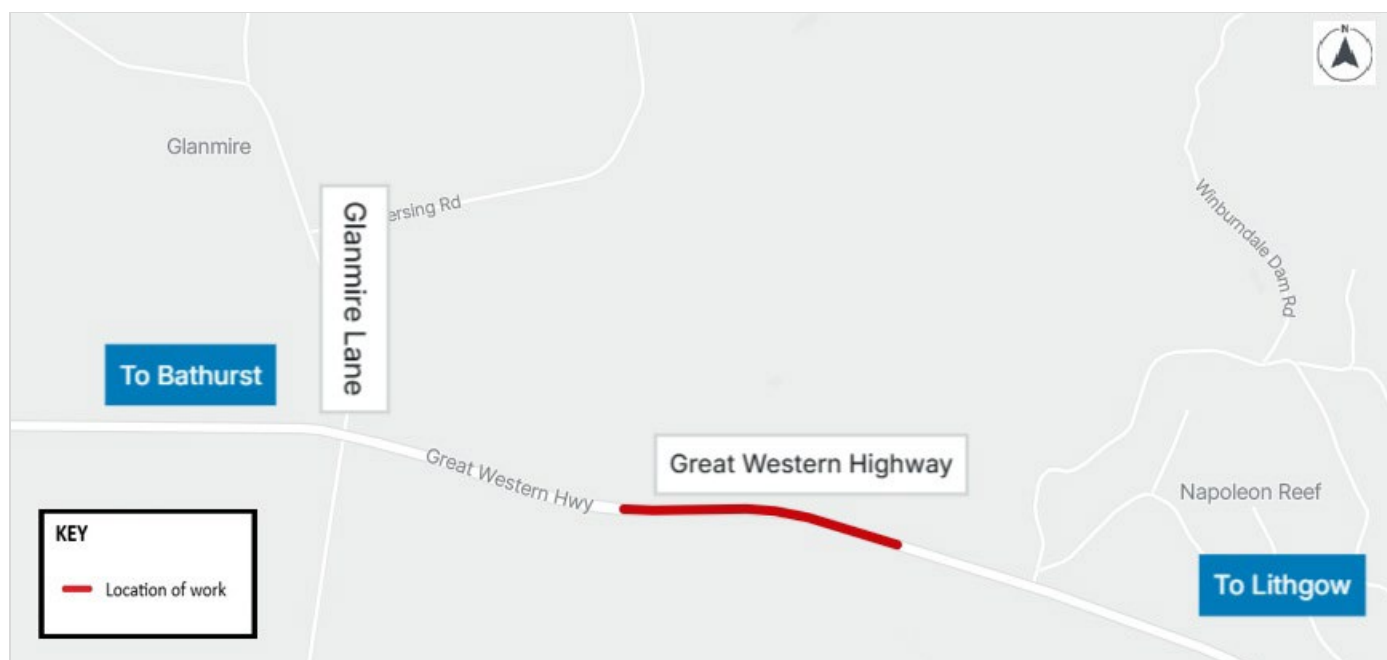 N
Glanmire
ersing Rd
Glanmire Lane
Winburndale Dam Rd
To Bathurst
Great Western Hwy
Great Western Highway
Napoleon Reef
KEY
Location of work
To Lithgow